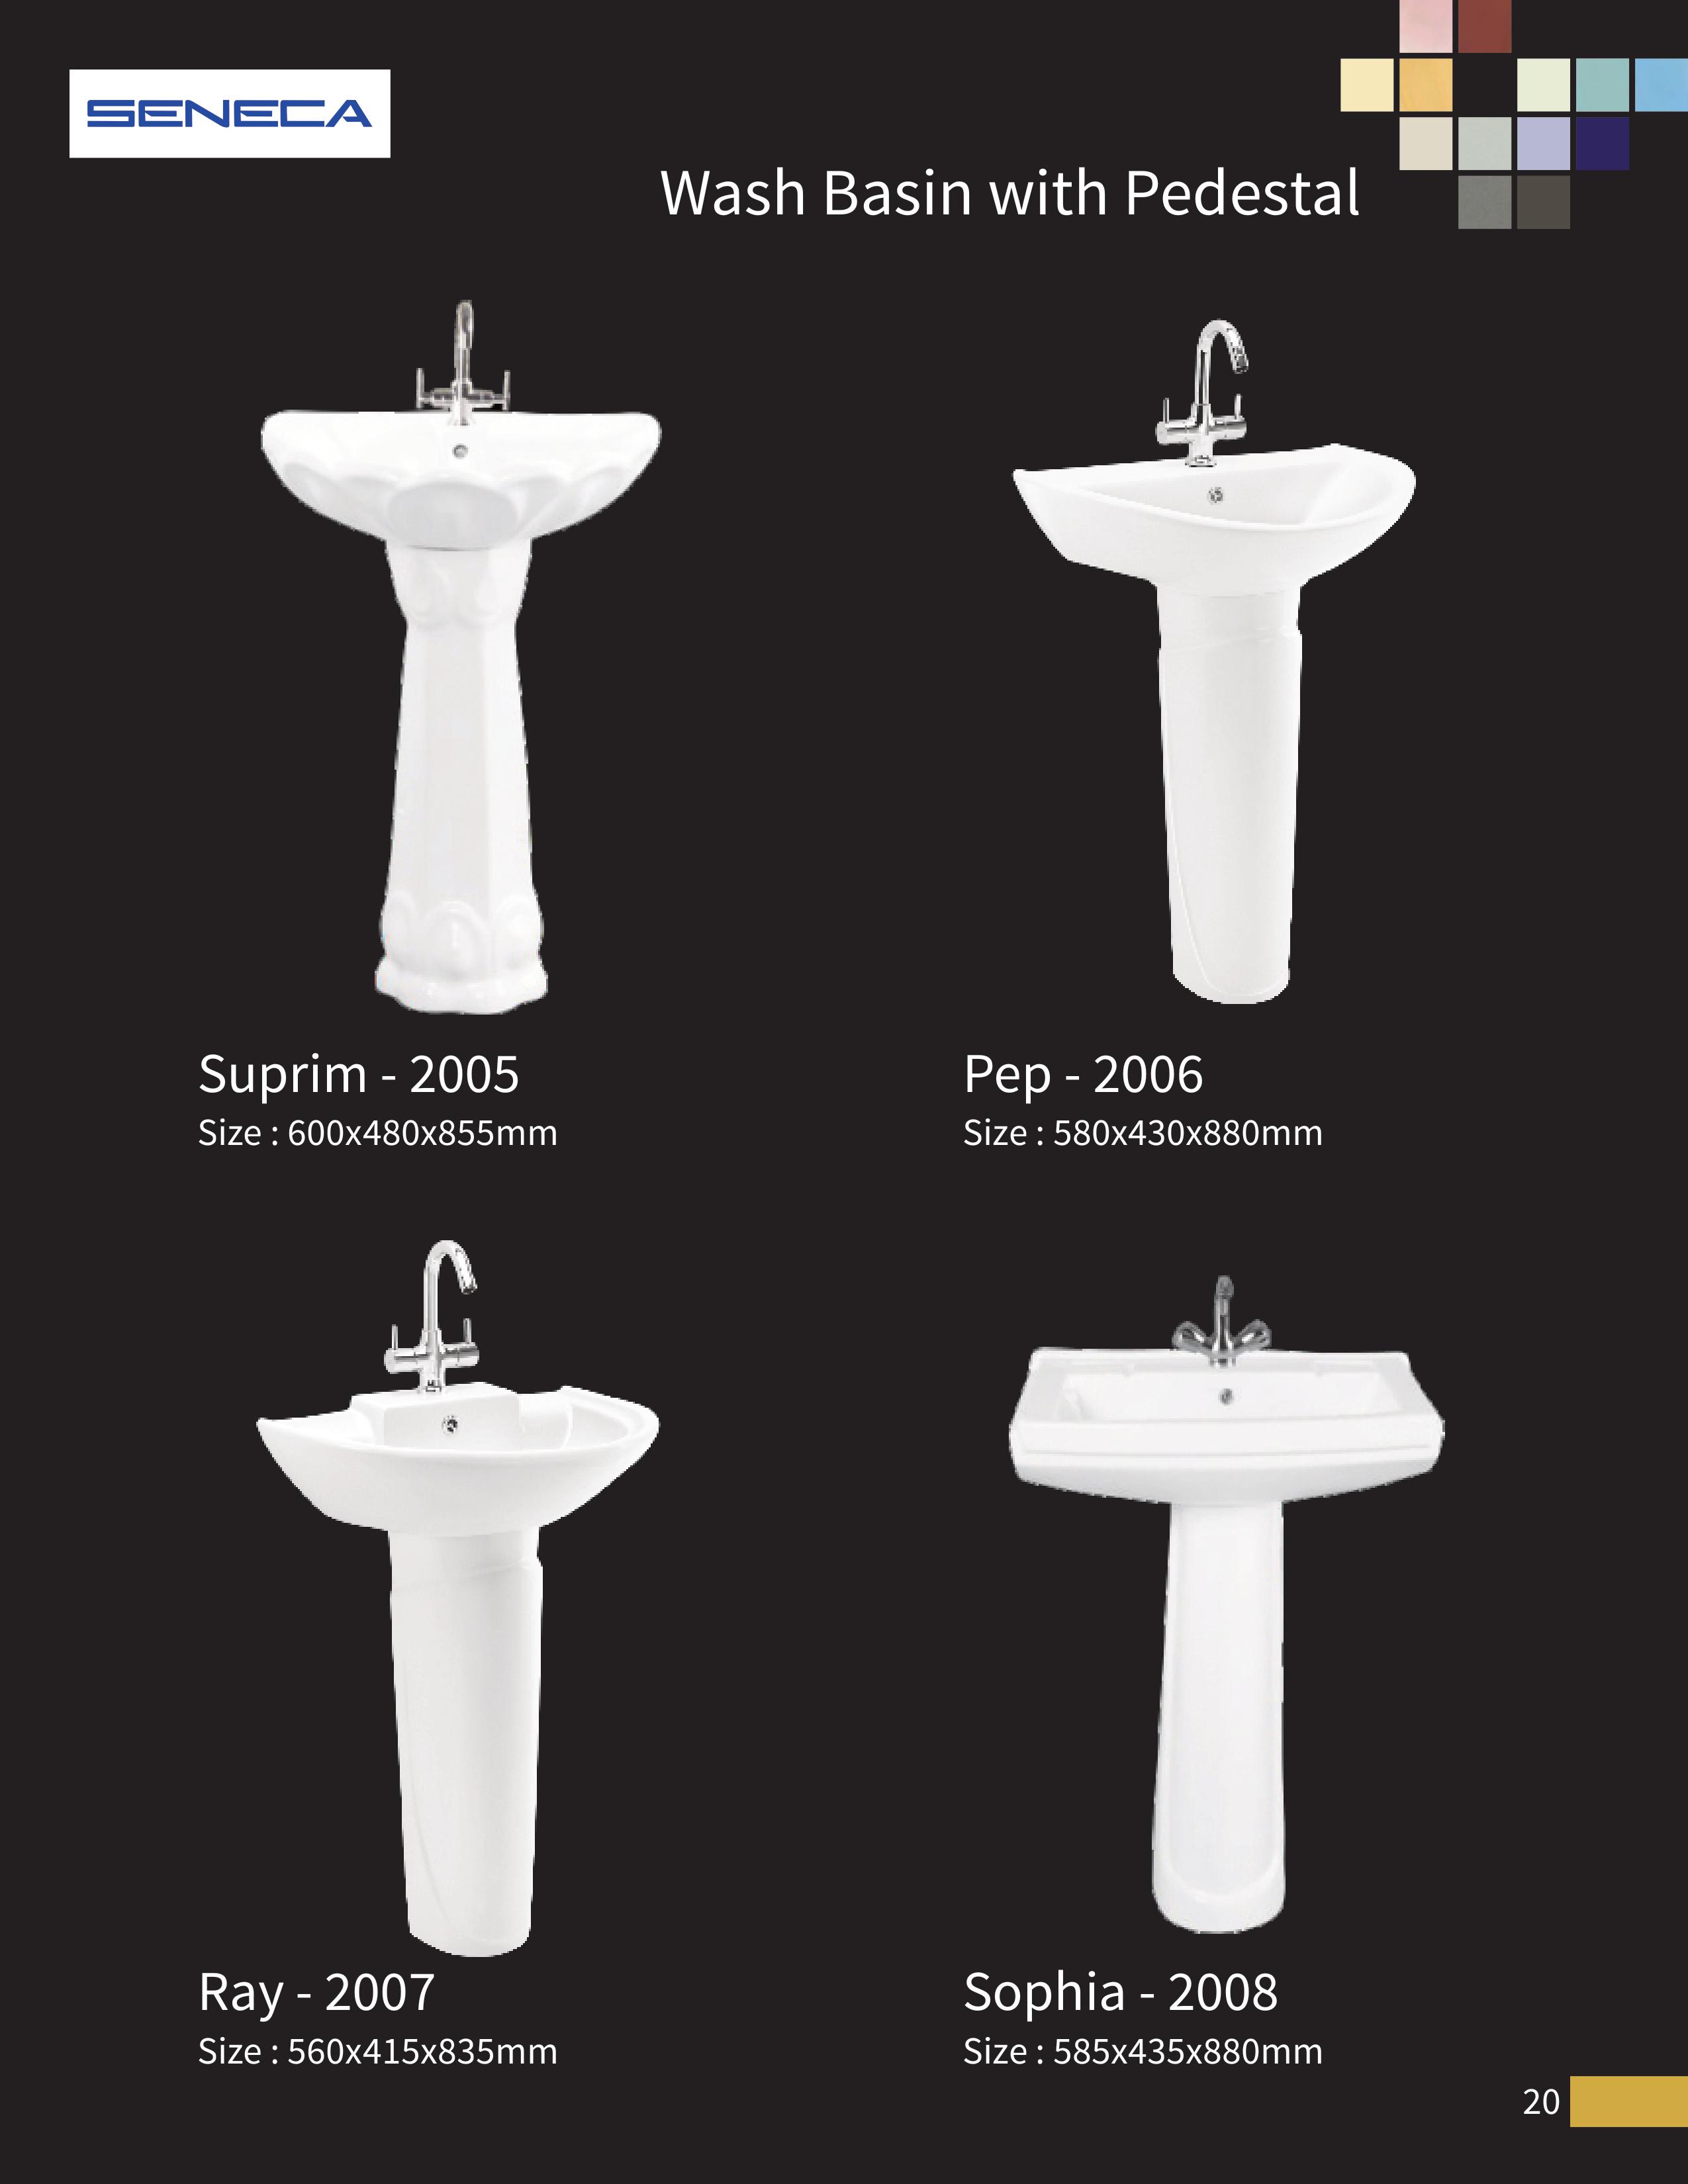 SENECA
Wash Basin with Pedestal
Suprim - 2005
Size : 600x480x855mm
Pep - 2006
Size : 580x430x880mm
Ray - 2007
Size : 560x415x835mm
Sophia - 2008
Size : 585x435x880mm
20